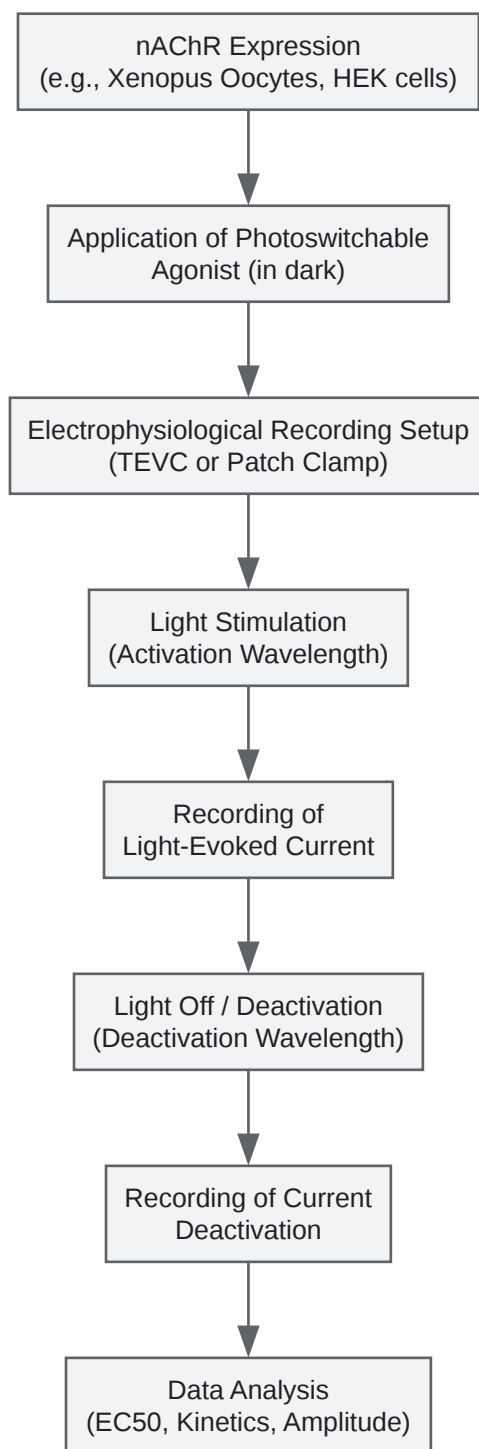 nAChR Expression
(e.g., Xenopus Oocytes, HEK cells)
Application of Photoswitchable
Agonist (in dark)
Electrophysiological Recording Setup
(TEVC or Patch Clamp)
Light Stimulation
(Activation Wavelength)
Recording of
Light-Evoked Current
Light Off / Deactivation
(Deactivation Wavelength)
Recording of Current
Deactivation
Data Analysis
(EC50, Kinetics, Amplitude)